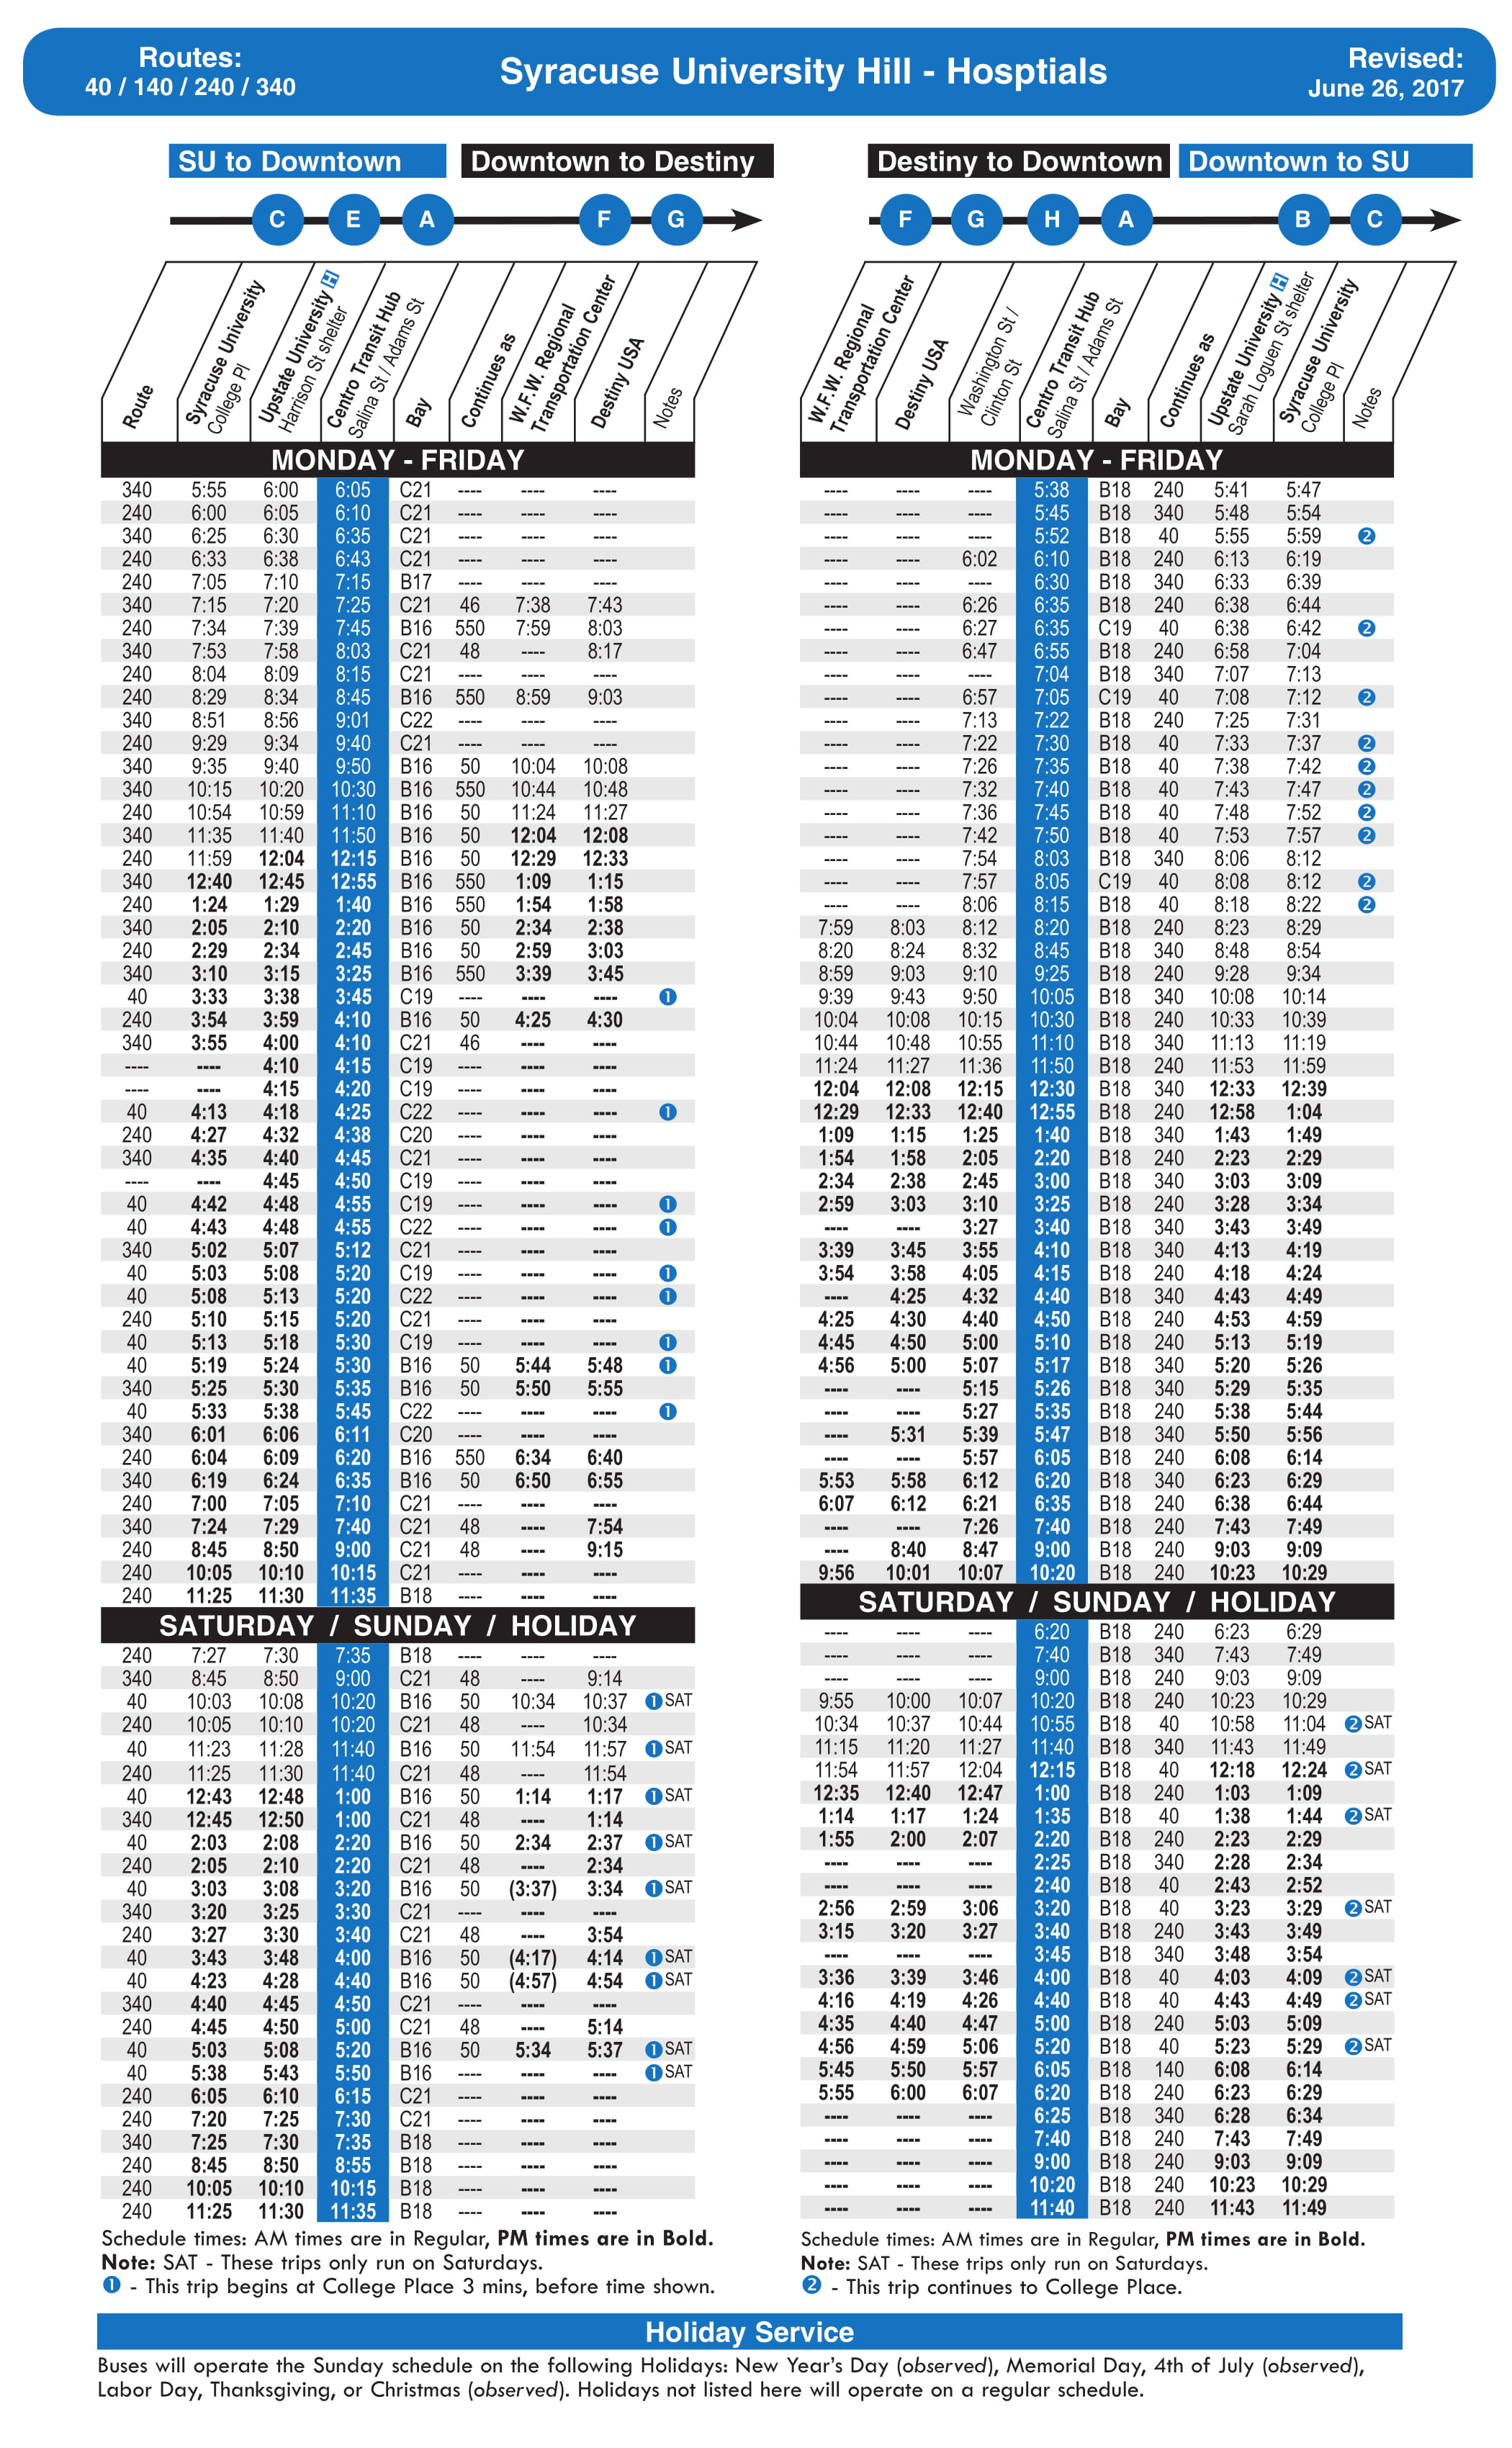 Routes:
40 / 140 / 240 / 340
Syracuse University Hill - Hosptials
Revised:
June 26, 2017
SU to Downtown
Downtown to Destiny
C E A F G
Route
Syracuse University
College Pl
Upstate University H
Harrison St shelter
Centro Transit Hub
Salina St / Adams St
Bay
Continues as
W.F.W. Regional
Transportation Center
Destiny USA
Notes
MONDAY - FRIDAY
340 5:55 6:00 6:05 C21 ---- ---- ----
240 6:00 6:05 6:10 C21 ---- ---- ----
340 6:25 6:30 6:35 C21 ---- ---- ----
240 6:33 6:38 6:43 C21 ---- ---- ----
240 7:05 7:10 7:15 B17 ---- ---- ----
340 7:15 7:20 7:25 C21 46 7:38 7:43
240 7:34 7:39 7:45 B16 550 7:59 8:03
340 7:53 7:58 8:03 C21 48 ---- 8:17
240 8:04 8:09 8:15 C21 ---- ---- ----
240 8:29 8:34 8:45 B16 550 8:59 9:03
340 8:51 8:56 9:01 C22 ---- ---- ----
240 9:29 9:34 9:40 C21 ---- ---- ----
340 9:35 9:40 9:50 B16 50 10:04 10:08
340 10:15 10:20 10:30 B16 550 10:44 10:48
240 10:54 10:59 11:10 B16 50 11:24 11:27
340 11:35 11:40 11:50 B16 50 12:04 12:08
240 11:59 12:04 12:15 B16 50 12:29 12:33
340 12:40 12:45 12:55 B16 550 1:09 1:15
240 1:24 1:29 1:40 B16 550 1:54 1:58
340 2:05 2:10 2:20 B16 50 2:34 2:38
240 2:29 2:34 2:45 B16 50 2:59 3:03
340 3:10 3:15 3:25 B16 550 3:39 3:45
40 3:33 3:38 3:45 C19 ---- ---- ---- 1
240 3:54 3:59 4:10 B16 50 4:25 4:30
340 3:55 4:00 4:10 C21 46 ---- ----
---- ---- 4:10 4:15 C19 ---- ---- ----
---- ---- 4:15 4:20 C19 ---- ---- ----
40 4:13 4:18 4:25 C22 ---- ---- ---- 1
240 4:27 4:32 4:38 C20 ---- ---- ----
340 4:35 4:40 4:45 C21 ---- ---- ----
---- ---- 4:45 4:50 C19 ---- ---- ----
40 4:42 4:48 4:55 C19 ---- ---- ---- 1
40 4:43 4:48 4:55 C22 ---- ---- ---- 1
340 5:02 5:07 5:12 C21 ---- ---- ----
40 5:03 5:08 5:20 C19 ---- ---- ---- 1
40 5:08 5:13 5:20 C22 ---- ---- ---- 1
240 5:10 5:15 5:20 C21 ---- ---- ----
40 5:13 5:18 5:30 C19 ---- ---- ---- 1
40 5:19 5:24 5:30 B16 50 5:44 5:48 1
340 5:25 5:30 5:35 B16 50 5:50 5:55
40 5:33 5:38 5:45 C22 ---- ---- ---- 1
340 6:01 6:06 6:11 C20 ---- ---- ----
240 6:04 6:09 6:20 B16 550 6:34 6:40
340 6:19 6:24 6:35 B16 50 6:50 6:55
240 7:00 7:05 7:10 C21 ---- ---- ----
340 7:24 7:29 7:40 C21 48 ---- 7:54
240 8:45 8:50 9:00 C21 48 ---- 9:15
240 10:05 10:10 10:15 C21 ---- ---- ----
240 11:25 11:30 11:35 B18 ---- ---- ----
SATURDAY / SUNDAY / HOLIDAY
240 7:27 7:30 7:35 B18 ---- ---- ----
340 8:45 8:50 9:00 C21 48 ---- 9:14
40 10:03 10:08 10:20 B16 50 10:34 10:37 1 SAT
240 10:05 10:10 10:20 C21 48 ---- 10:34
40 11:23 11:28 11:40 B16 50 11:54 11:57 1 SAT
240 11:25 11:30 11:40 C21 48 ---- 11:54
40 12:43 12:48 1:00 B16 50 1:14 1:17 1 SAT
340 12:45 12:50 1:00 C21 48 ---- 1:14
40 2:03 2:08 2:20 B16 50 2:34 2:37 1 SAT
240 2:05 2:10 2:20 C21 48 ---- 2:34
40 3:03 3:08 3:20 B16 50 (3:37) 3:34 1 SAT
340 3:20 3:25 3:30 C21 ---- ---- ----
240 3:27 3:30 3:40 C21 48 ---- 3:54
40 3:43 3:48 4:00 B16 50 (4:17) 4:14 1 SAT
40 4:23 4:28 4:40 B16 50 (4:57) 4:54 1 SAT
340 4:40 4:45 4:50 C21 ---- ---- ----
240 4:45 4:50 5:00 C21 48 ---- 5:14
40 5:03 5:08 5:20 B16 50 5:34 5:37 1 SAT
40 5:38 5:43 5:50 B16 ---- ---- ---- 1 SAT
240 6:05 6:10 6:15 C21 ---- ---- ----
240 7:20 7:25 7:30 C21 ---- ---- ----
340 7:25 7:30 7:35 B18 ---- ---- ----
240 8:45 8:50 8:55 B18 ---- ---- ----
240 10:05 10:10 10:15 B18 ---- ---- ----
240 11:25 11:30 11:35 B18 ---- ---- ----
Schedule times: AM times are in Regular, PM times are in Bold.
Note: SAT - These trips only run on Saturdays.
1 - This trip begins at College Place 3 mins, before time shown.
Destiny to Downtown
Downtown to SU
F G H A B C
W.F.W. Regional
Transportation Center
Destiny USA
Washington St /
Clinton St
Centro Transit Hub
Salina St / Adams St
Bay
Continues as
Upstate University H
Sarah Loguen St shelter
Syracuse University
College Pl
Notes
MONDAY - FRIDAY
---- ---- ---- 5:38 B18 240 5:41 5:47
---- ---- ---- 5:45 B18 340 5:48 5:54
---- ---- ---- 5:52 B18 40 5:55 5:59 2
---- ---- 6:02 6:10 B18 240 6:13 6:19
---- ---- ---- 6:30 B18 340 6:33 6:39
---- ---- 6:26 6:35 B18 240 6:38 6:44
---- ---- 6:27 6:35 C19 40 6:38 6:42 2
---- ---- 6:47 6:55 B18 240 6:58 7:04
---- ---- ---- 7:04 B18 340 7:07 7:13
---- ---- 6:57 7:05 C19 40 7:08 7:12 2
---- ---- 7:13 7:22 B18 240 7:25 7:31
---- ---- 7:22 7:30 B18 40 7:33 7:37 2
---- ---- 7:26 7:35 B18 40 7:38 7:42 2
---- ---- 7:32 7:40 B18 40 7:43 7:47 2
---- ---- 7:36 7:45 B18 40 7:48 7:52 2
---- ---- 7:42 7:50 B18 40 7:53 7:57 2
---- ---- 7:54 8:03 B18 340 8:06 8:12
---- ---- 7:57 8:05 C19 40 8:08 8:12 2
---- ---- 8:06 8:15 B18 40 8:18 8:22 2
7:59 8:03 8:12 8:20 B18 240 8:23 8:29
8:20 8:24 8:32 8:45 B18 340 8:48 8:54
8:59 9:03 9:10 9:25 B18 240 9:28 9:34
9:39 9:43 9:50 10:05 B18 340 10:08 10:14
10:04 10:08 10:15 10:30 B18 240 10:33 10:39
10:44 10:48 10:55 11:10 B18 340 11:13 11:19
11:24 11:27 11:36 11:50 B18 240 11:53 11:59
12:04 12:08 12:15 12:30 B18 340 12:33 12:39
12:29 12:33 12:40 12:55 B18 240 12:58 1:04
1:09 1:15 1:25 1:40 B18 340 1:43 1:49
1:54 1:58 2:05 2:20 B18 240 2:23 2:29
2:34 2:38 2:45 3:00 B18 340 3:03 3:09
2:59 3:03 3:10 3:25 B18 240 3:28 3:34
---- ---- 3:27 3:40 B18 340 3:43 3:49
3:39 3:45 3:55 4:10 B18 340 4:13 4:19
3:54 3:58 4:05 4:15 B18 240 4:18 4:24
---- 4:25 4:32 4:40 B18 340 4:43 4:49
4:25 4:30 4:40 4:50 B18 240 4:53 4:59
4:45 4:50 5:00 5:10 B18 240 5:13 5:19
4:56 5:00 5:07 5:17 B18 340 5:20 5:26
---- ---- 5:15 5:26 B18 340 5:29 5:35
---- ---- 5:27 5:35 B18 240 5:38 5:44
---- 5:31 5:39 5:47 B18 340 5:50 5:56
---- ---- 5:57 6:05 B18 240 6:08 6:14
5:53 5:58 6:12 6:20 B18 340 6:23 6:29
6:07 6:12 6:21 6:35 B18 240 6:38 6:44
---- ---- 7:26 7:40 B18 240 7:43 7:49
---- 8:40 8:47 9:00 B18 240 9:03 9:09
9:56 10:01 10:07 10:20 B18 240 10:23 10:29
SATURDAY / SUNDAY / HOLIDAY
---- ---- ---- 6:20 B18 240 6:23 6:29
---- ---- ---- 7:40 B18 340 7:43 7:49
---- ---- ---- 9:00 B18 240 9:03 9:09
9:55 10:00 10:07 10:20 B18 240 10:23 10:29
10:34 10:37 10:44 10:55 B18 40 10:58 11:04 2 SAT
11:15 11:20 11:27 11:40 B18 340 11:43 11:49
11:54 11:57 12:04 12:15 B18 40 12:18 12:24 2 SAT
12:35 12:40 12:47 1:00 B18 240 1:03 1:09
1:14 1:17 1:24 1:35 B18 40 1:38 1:44 2 SAT
1:55 2:00 2:07 2:20 B18 240 2:23 2:29
---- ---- ---- 2:25 B18 340 2:28 2:34
---- ---- ---- 2:40 B18 40 2:43 2:52
2:56 2:59 3:06 3:20 B18 40 3:23 3:29 2 SAT
3:15 3:20 3:27 3:40 B18 240 3:43 3:49
---- ---- ---- 3:45 B18 340 3:48 3:54
3:36 3:39 3:46 4:00 B18 40 4:03 4:09 2 SAT
4:16 4:19 4:26 4:40 B18 40 4:43 4:49 2 SAT
4:35 4:40 4:47 5:00 B18 240 5:03 5:09
4:56 4:59 5:06 5:20 B18 40 5:23 5:29 2 SAT
5:45 5:50 5:57 6:05 B18 140 6:08 6:14
5:55 6:00 6:07 6:20 B18 240 6:23 6:29
---- ---- ---- 6:25 B18 340 6:28 6:34
---- ---- ---- 7:40 B18 240 7:43 7:49
---- ---- ---- 9:00 B18 240 9:03 9:09
---- ---- ---- 10:20 B18 240 10:23 10:29
---- ---- ---- 11:40 B18 240 11:43 11:49
Schedule times: AM times are in Regular, PM times are in Bold.
Note: SAT - These trips only run on Saturdays.
2 - This trip continues to College Place.
Holiday Service
Buses will operate the Sunday schedule on the following Holidays: New Year's Day (observed), Memorial Day, 4th of July (observed),
Labor Day, Thanksgiving, or Christmas (observed). Holidays not listed here will operate on a regular schedule.